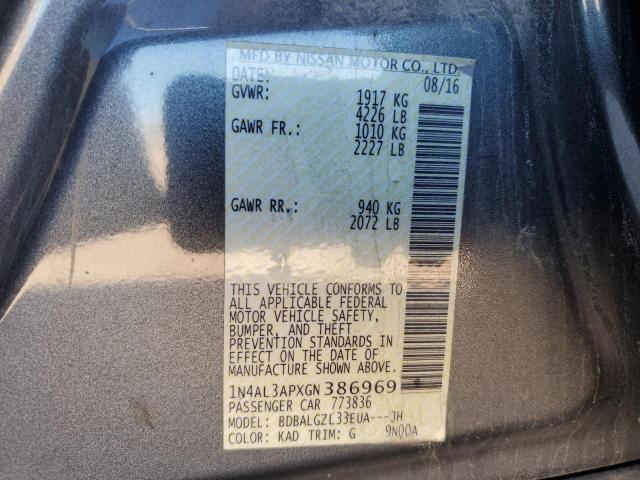 MFD BY NISSAN MOTOR CO., LTD.
DATE: 08/16
GVWR: 1917 KG
4226 LB
GAWR FR.: 1010 KG
2227 LB
GAWR RR.: 940 KG
2072 LB
THIS VEHICLE CONFORMS TO
ALL APPLICABLE FEDERAL
MOTOR VEHICLE SAFETY,
BUMPER, AND THEFT
PREVENTION STANDARDS IN
EFFECT ON THE DATE OF
MANUFACTURE SHOWN ABOVE.
1N4AL3APXGN386969
PASSENGER CAR 773836
MODEL: BDBALGZL33EUA---JH
COLOR: KAD TRIM: G 9N00A